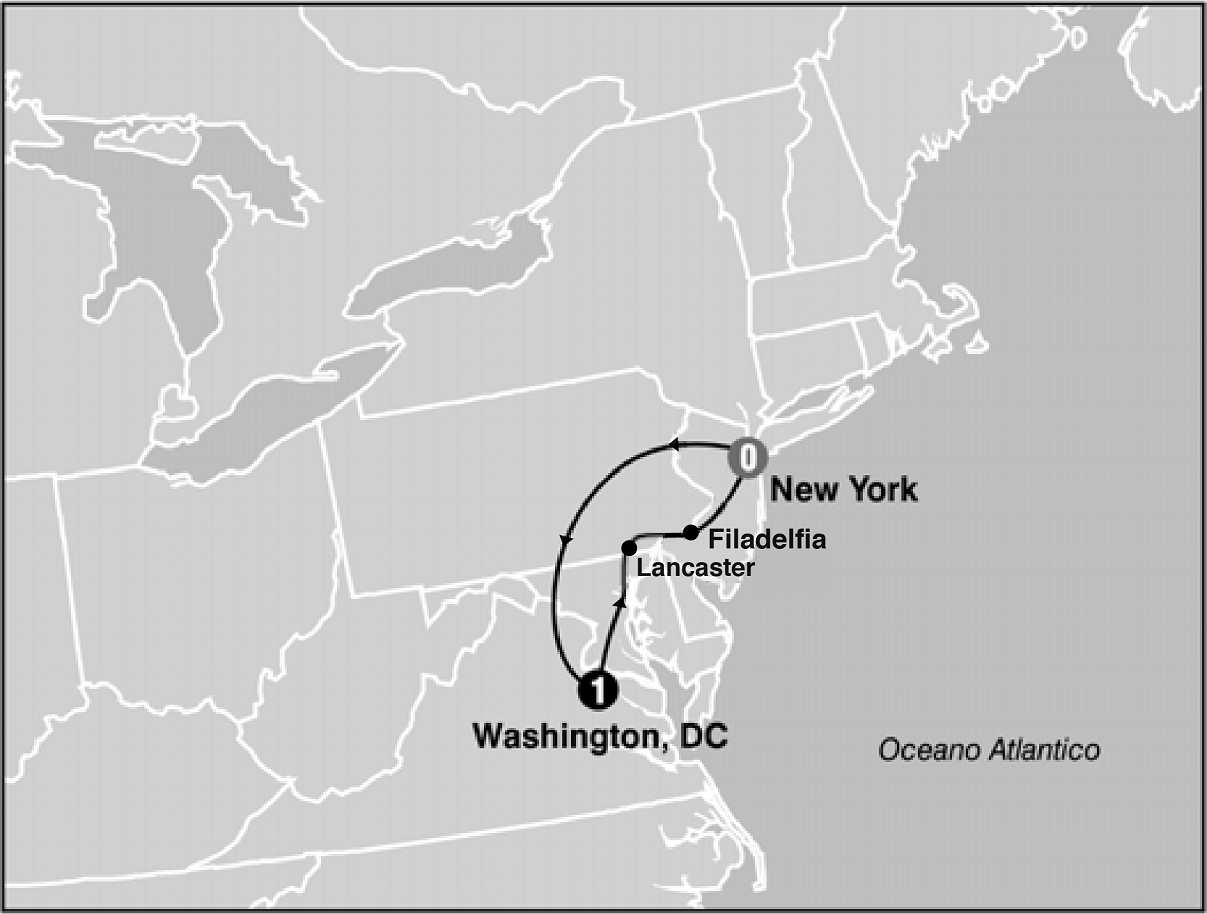 0
New York
Filadelfia
Lancaster
1
Washington, DC
Oceano Atlantico